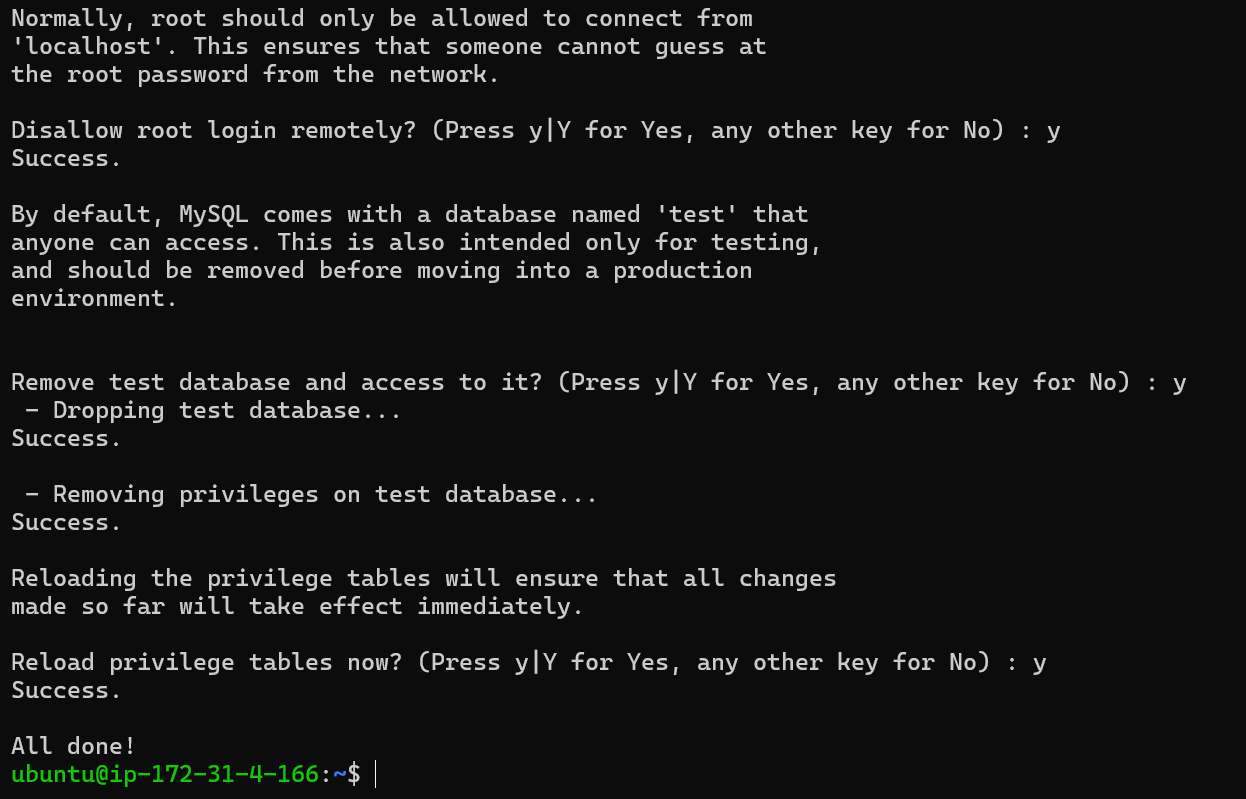 Normally, root should only be allowed to connect from
'localhost'. This ensures that someone cannot guess at
the root password from the network.
Disallow root login remotely? (Press y|Y for Yes, any other key for No) : y
Success.
By default, MySQL comes with a database named 'test' that
anyone can access. This is also intended only for testing,
and should be removed before moving into a production
environment.
Remove test database and access to it? (Press y|Y for Yes, any other key for No) : y
 - Dropping test database...
Success.
 - Removing privileges on test database...
Success.
Reloading the privilege tables will ensure that all changes
made so far will take effect immediately.
Reload privilege tables now? (Press y|Y for Yes, any other key for No) : y
Success.
All done!
ubuntu@ip-172-31-4-166:~$